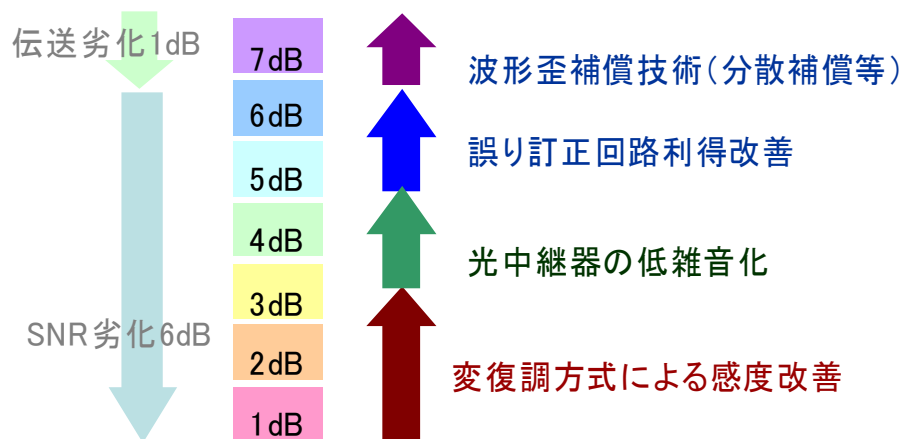 伝送劣化1dB
7dB
波形歪補償技術(分散補償等)
6dB
誤り訂正回路利得改善
5dB
4dB
光中継器の低雑音化
3dB
SNR劣化6dB
2dB
変復調方式による感度改善
1dB